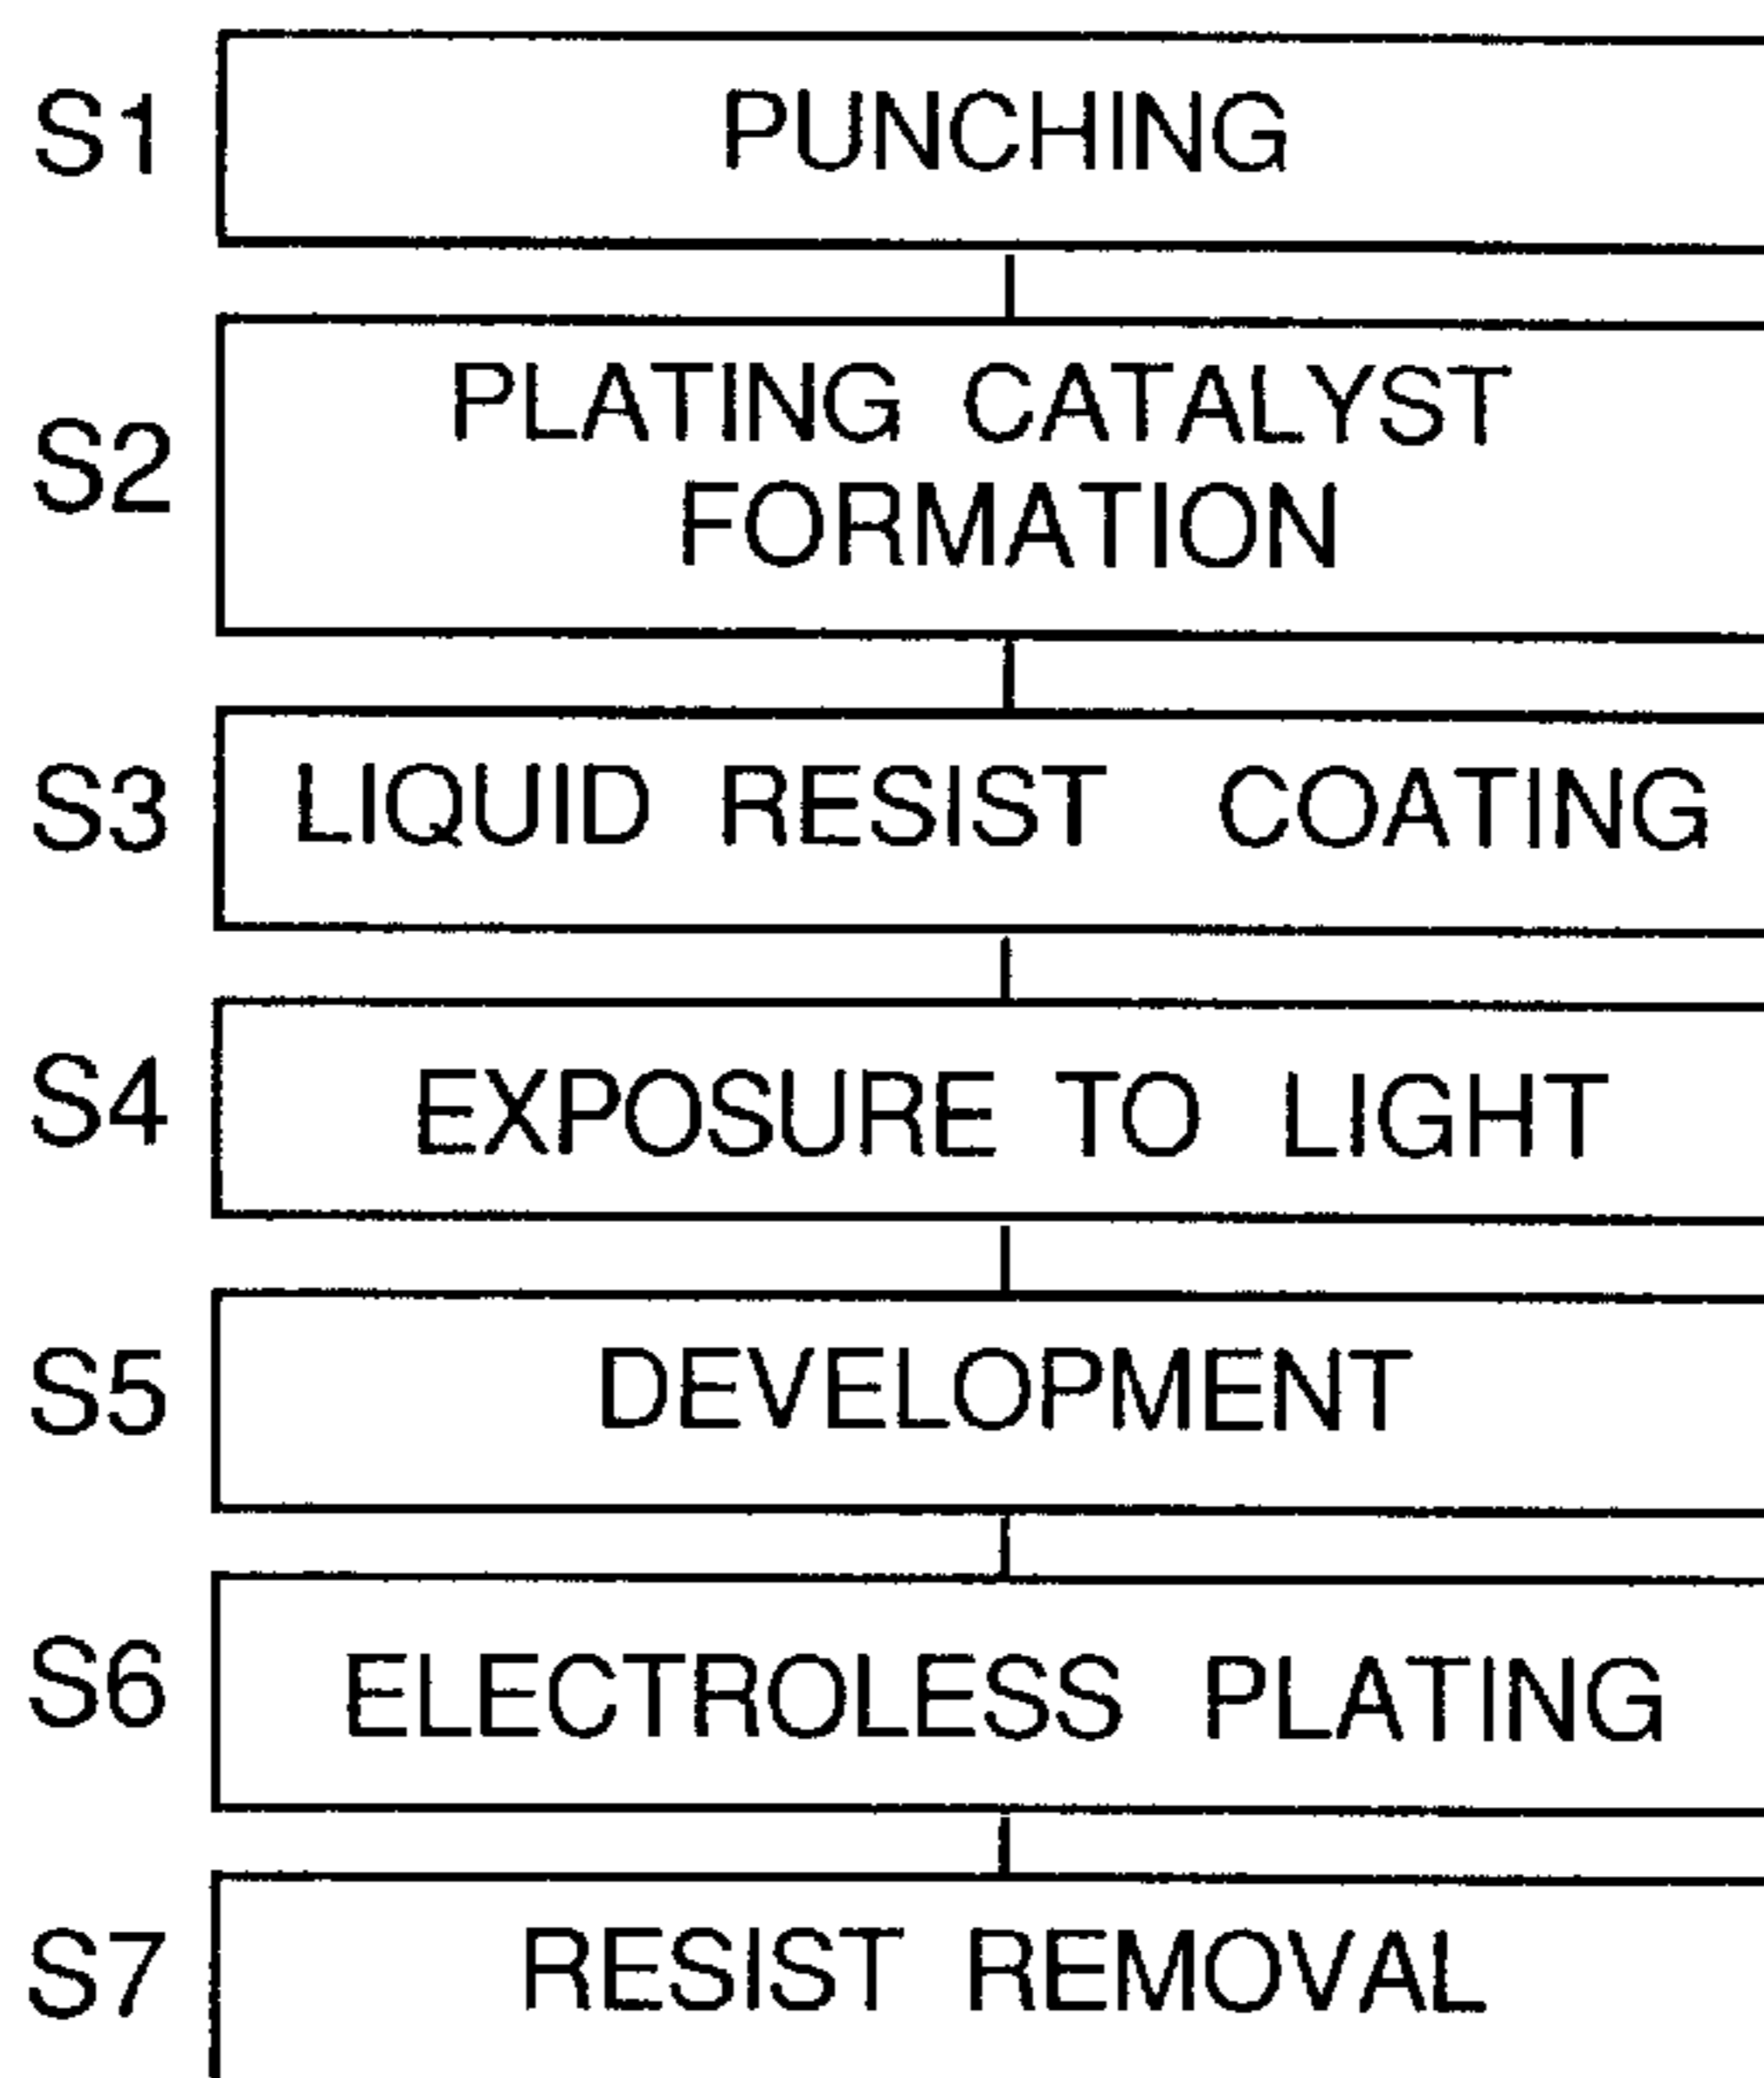 S1 PUNCHING
S2 PLATING CATALYST
FORMATION
S3 LIQUID RESIST COATING
S4 EXPOSURE TO LIGHT
S5 DEVELOPMENT
S6 ELECTROLESS PLATING
S7 RESIST REMOVAL